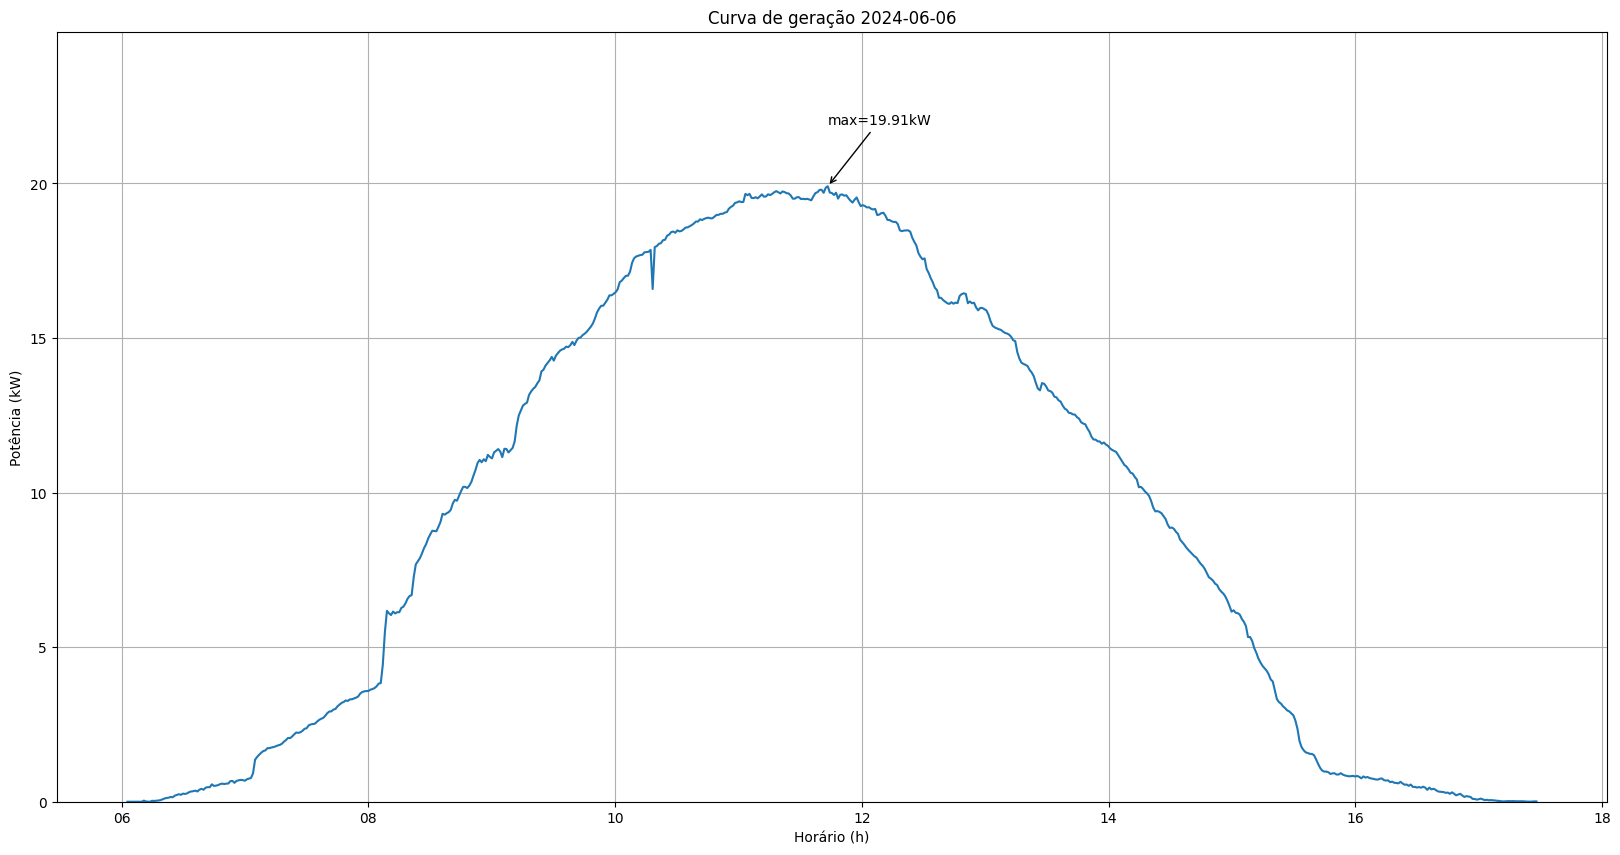 Curva de geração 2024-06-06
max=19.91kW
Potência (kW)
20
15
10
5
0
06 08 10 12 14 16 18
Horário (h)